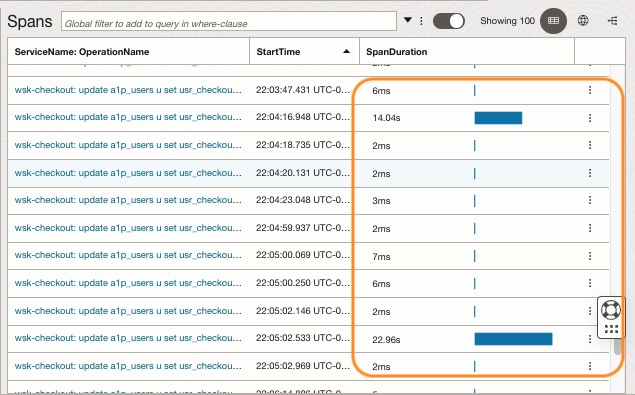 Spans
Global filter to add to query in where-clause
Showing 100
ServiceName: OperationName StartTime SpanDuration
wsk-checkout: update a1p_users u set usr_checkou... 22:03:47.431 UTC-0... 6ms
wsk-checkout: update a1p_users u set usr_checkou... 22:04:16.948 UTC-0... 14.04s
wsk-checkout: update a1p_users u set usr_checkou... 22:04:18.735 UTC-0... 2ms
wsk-checkout: update a1p_users u set usr_checkou... 22:04:20.131 UTC-0... 2ms
wsk-checkout: update a1p_users u set usr_checkou... 22:04:23.048 UTC-0... 3ms
wsk-checkout: update a1p_users u set usr_checkou... 22:04:59.937 UTC-0... 2ms
wsk-checkout: update a1p_users u set usr_checkou... 22:05:00.069 UTC-0... 7ms
wsk-checkout: update a1p_users u set usr_checkou... 22:05:00.250 UTC-0... 6ms
wsk-checkout: update a1p_users u set usr_checkou... 22:05:02.146 UTC-0... 2ms
wsk-checkout: update a1p_users u set usr_checkou... 22:05:02.533 UTC-0... 22.96s
wsk-checkout: update a1p_users u set usr_checkou... 22:05:02.969 UTC-0... 2ms